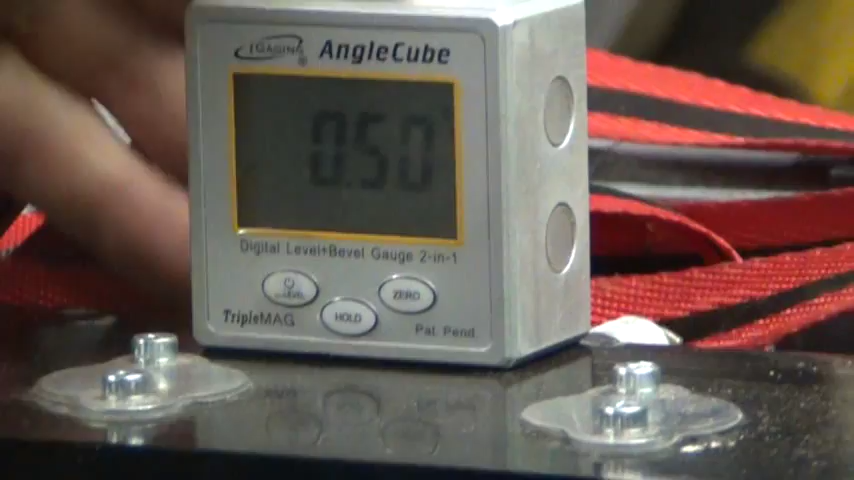 iGAGING® AngleCube
0.50°
Digital Level+Bevel Gauge 2-in-1
ZERO
HOLD
TripleMAG
Pat. Pend